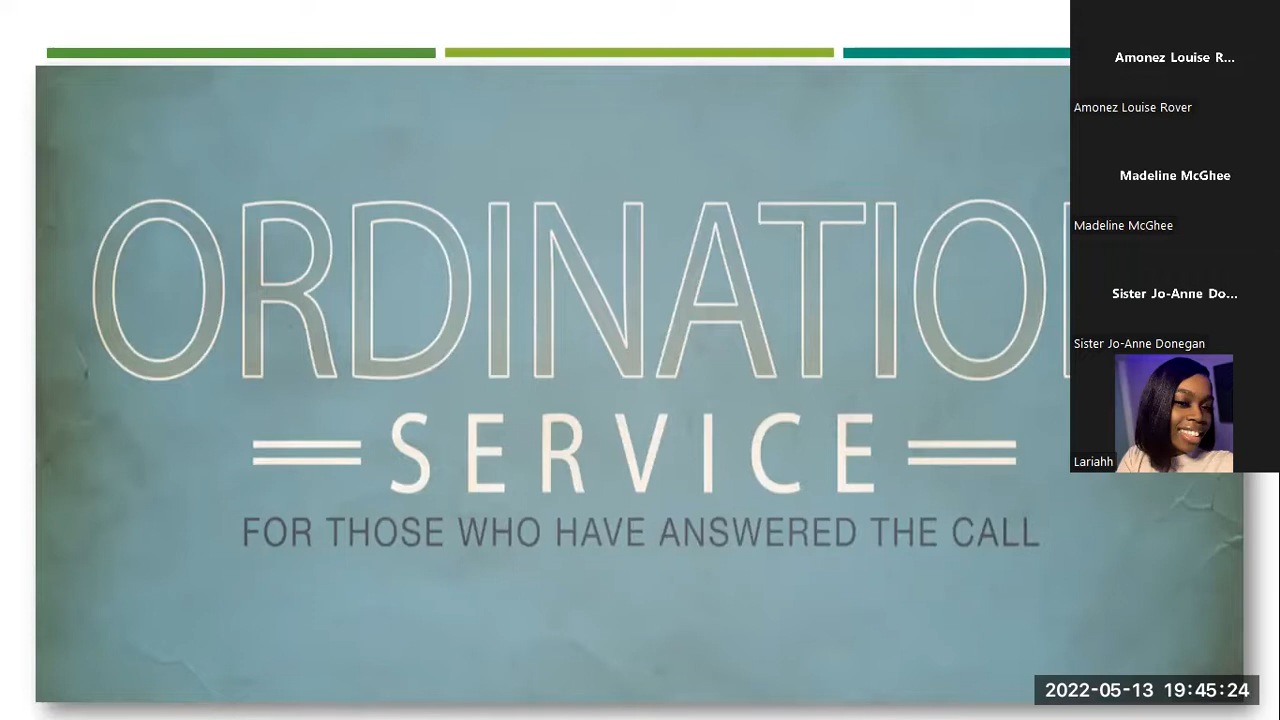 ORDINATIO
SERVICE
FOR THOSE WHO HAVE ANSWERED THE CALL
Amonez Louise R...
Amonez Louise Rover
Madeline McGhee
Madeline McGhee
Sister Jo-Anne Do...
Sister Jo-Anne Donegan
Lariahh
2022-05-13 19:45:24